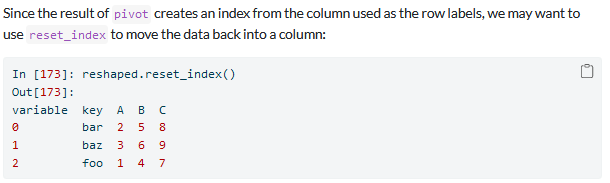 Since the result of pivot creates an index from the column used as the row labels, we may want to
use reset_index to move the data back into a column:
In [173]: reshaped.reset_index()
Out[173]:
variable  key  A  B  C
0         bar  2  5  8
1         baz  3  6  9
2         foo  1  4  7